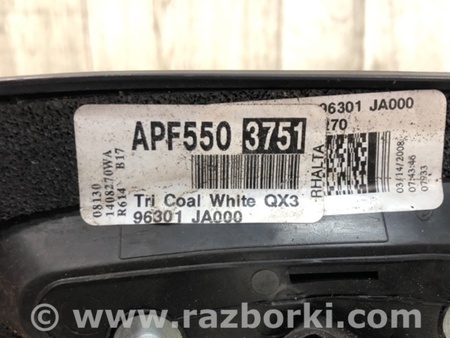 APF550 3751
08130
1408270WA
R614 B17
Tri Coal White QX3
96301 JA000
96301 JA000
270
RHALTA
03/14/2008
07:43:46
07933
www.razborki.com